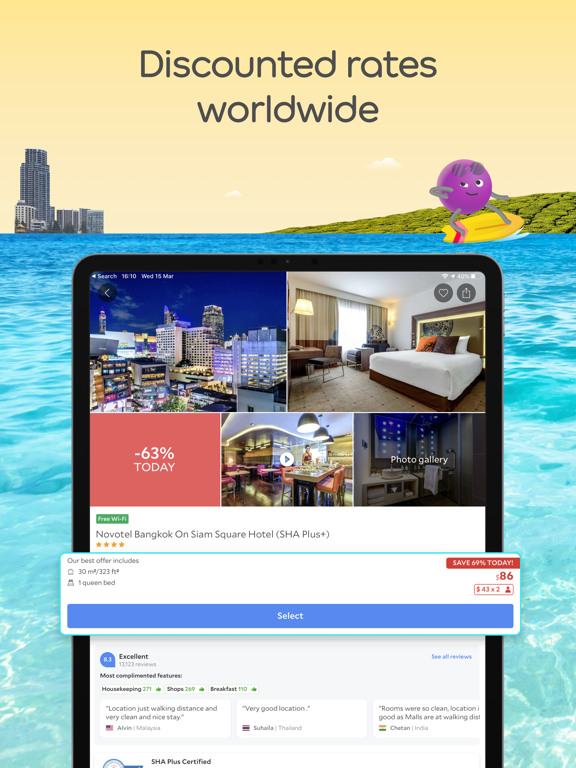 Discounted rates
worldwide
Search 16:10 Wed 15 Mar 40%
-63%
TODAY
Photo gallery
Free Wi-Fi
Novotel Bangkok On Siam Square Hotel (SHA Plus+)
Our best offer includes
SAVE 69% TODAY!
30 m²/323 ft²
$86
1 queen bed
$ 43 x 2
Select
8.3
Excellent
See all reviews
13,123 reviews
Most complimented features:
Housekeeping 271 Shops 269 Breakfast 110
"Location just walking distance and
very clean and nice stay."
Alvin | Malaysia
"Very good location ."
Suhaila | Thailand
"Rooms were so clean, location i
good as Malls are at walking dist
Chetan | India
SHA Plus Certified